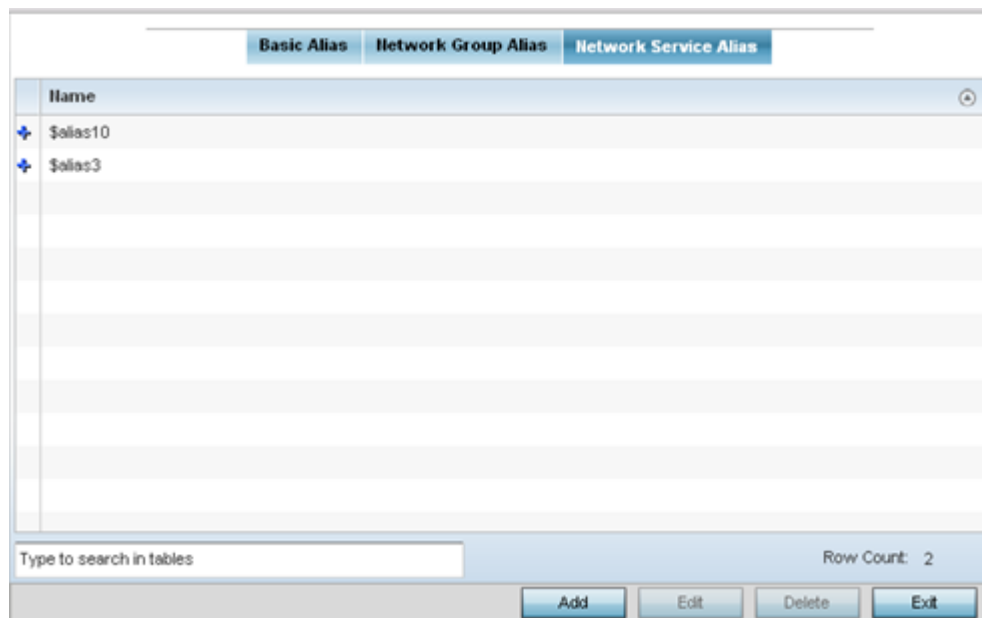 Basic Alias Network Group Alias Network Service Alias
Name
$alias10
$alias3
Type to search in tables Row Count: 2
Add Edit Delete Exit